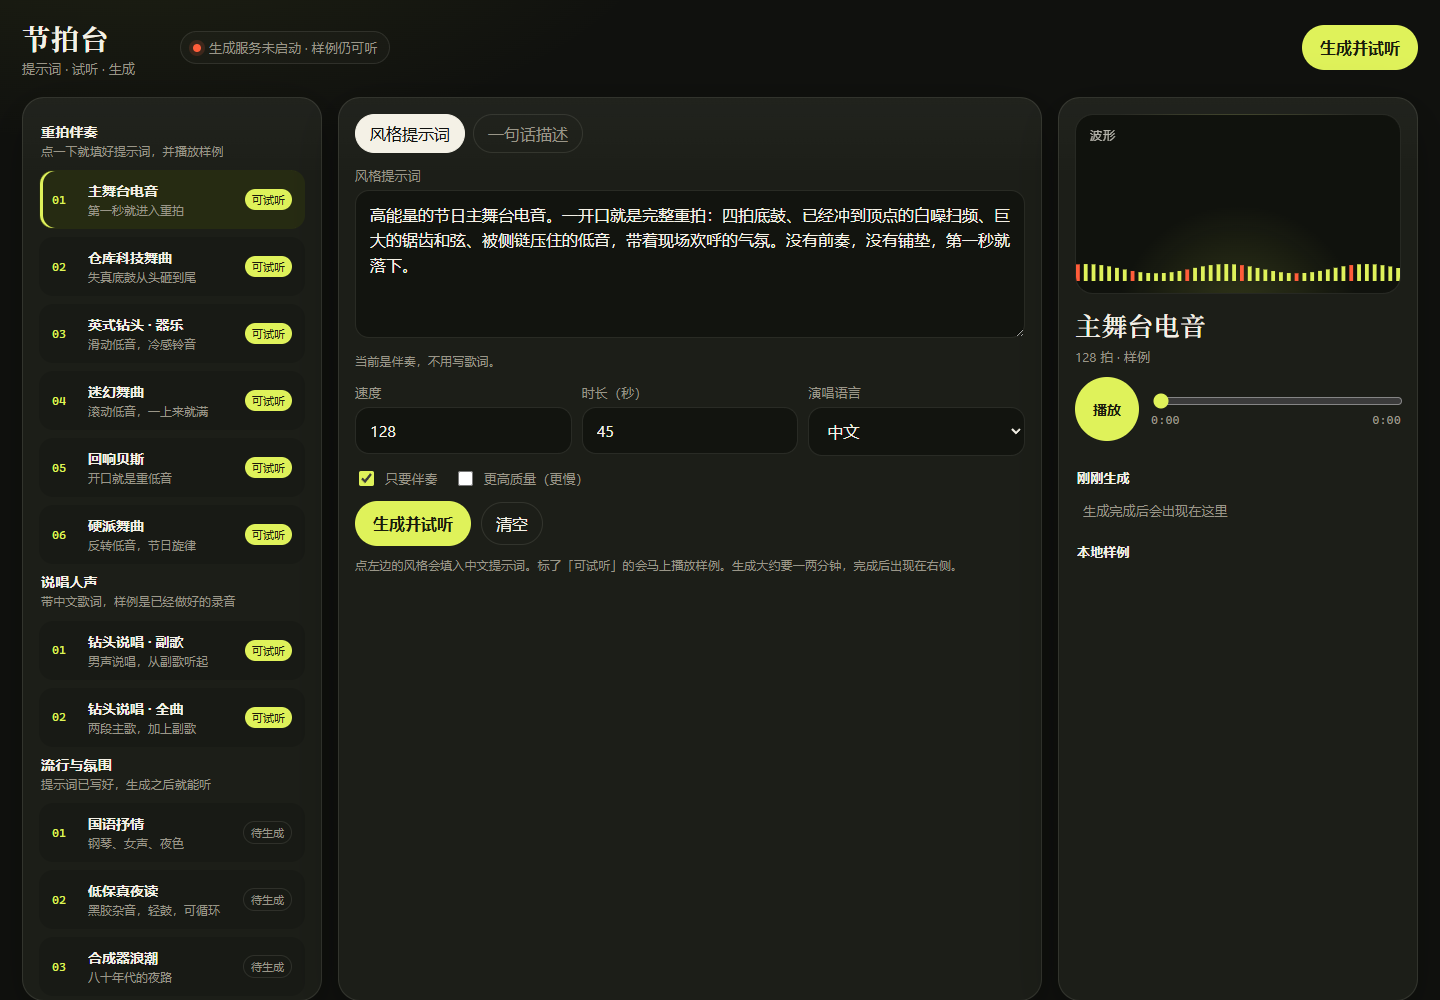 节拍台
提示词 · 试听 · 生成
生成服务未启动 · 样例仍可听
生成并试听
重拍伴奏
点一下就填好提示词，并播放样例
01
主舞台电音
第一秒就进入重拍
可试听
02
仓库科技舞曲
失真底鼓从头砸到尾
可试听
03
英式钻头 · 器乐
滑动低音，冷感铃音
可试听
04
迷幻舞曲
滚动低音，一上来就满
可试听
05
回响贝斯
开口就是重低音
可试听
06
硬派舞曲
反转低音，节日旋律
可试听
说唱人声
带中文歌词，样例是已经做好的录音
01
钻头说唱 · 副歌
男声说唱，从副歌听起
可试听
02
钻头说唱 · 全曲
两段主歌，加上副歌
可试听
流行与氛围
提示词已写好，生成之后就能听
01
国语抒情
钢琴、女声、夜色
待生成
02
低保真夜读
黑胶杂音，轻鼓，可循环
待生成
03
合成器浪潮
八十年代的夜路
待生成
风格提示词
一句话描述
风格提示词
高能量的节日主舞台电音。一开口就是完整重拍：四拍底鼓、已经冲到顶点的白噪扫频、巨
大的锯齿和弦、被侧链压住的低音，带着现场欢呼的气氛。没有前奏，没有铺垫，第一秒就
落下。
当前是伴奏，不用写歌词。
速度
时长（秒）
演唱语言
128
45
中文
只要伴奏
更高质量（更慢）
生成并试听
清空
点左边的风格会填入中文提示词。标了「可试听」的会马上播放样例。生成大约要一两分钟，完成后出现在右侧。
波形
主舞台电音
128 拍 · 样例
播放
0:00
0:00
刚刚生成
生成完成后会出现在这里
本地样例